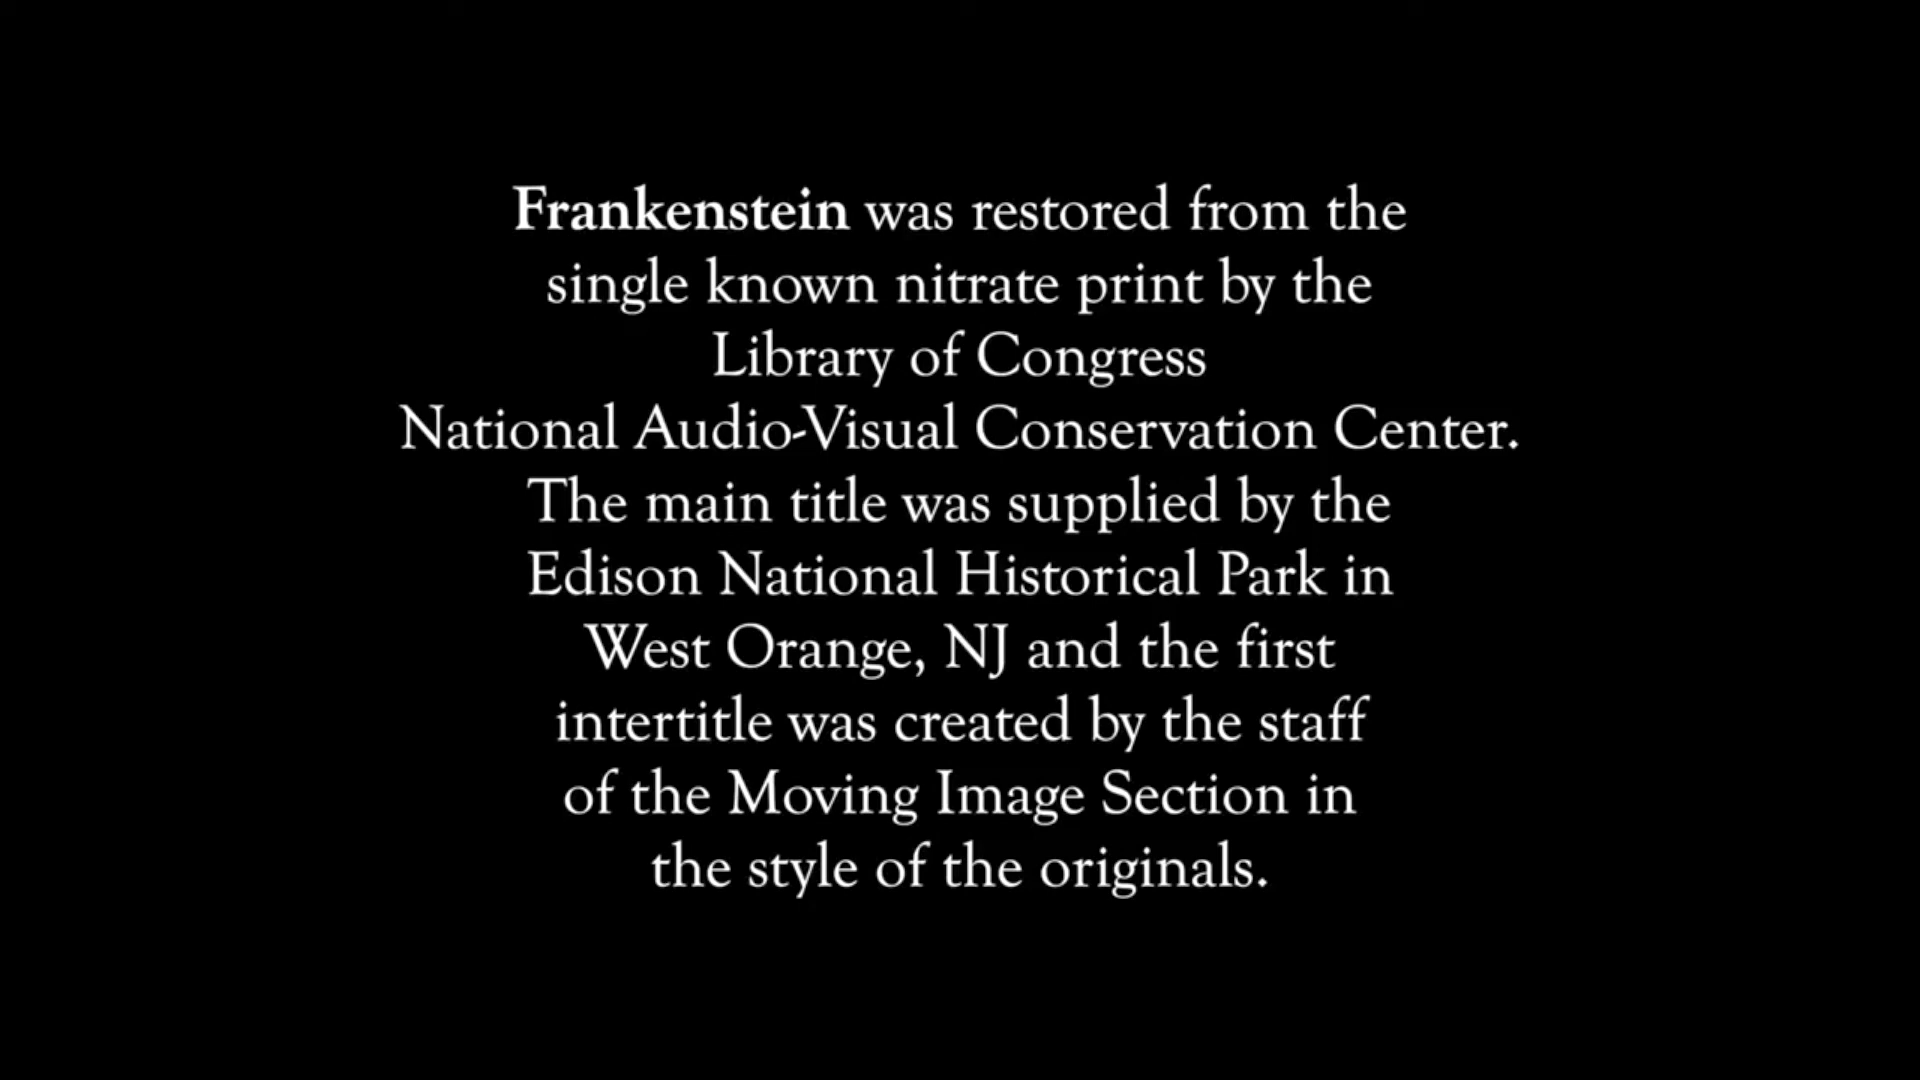 Frankenstein was restored from the
single known nitrate print by the
Library of Congress
National Audio-Visual Conservation Center.
The main title was supplied by the
Edison National Historical Park in
West Orange, NJ and the first
intertitle was created by the staff
of the Moving Image Section in
the style of the originals.